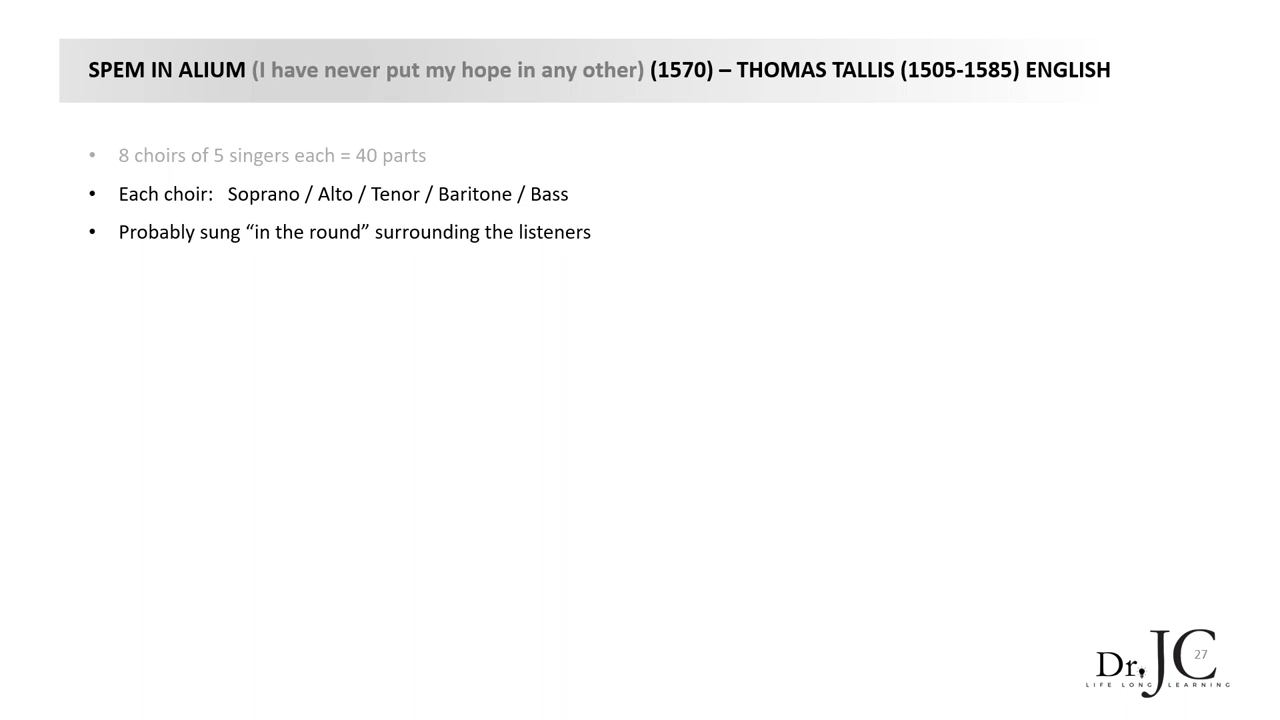 SPEM IN ALIUM (I have never put my hope in any other) (1570) – THOMAS TALLIS (1505-1585) ENGLISH
• 8 choirs of 5 singers each = 40 parts
• Each choir: Soprano / Alto / Tenor / Baritone / Bass
• Probably sung “in the round” surrounding the listeners
Dr. JC 27
LIFE LONG LEARNING